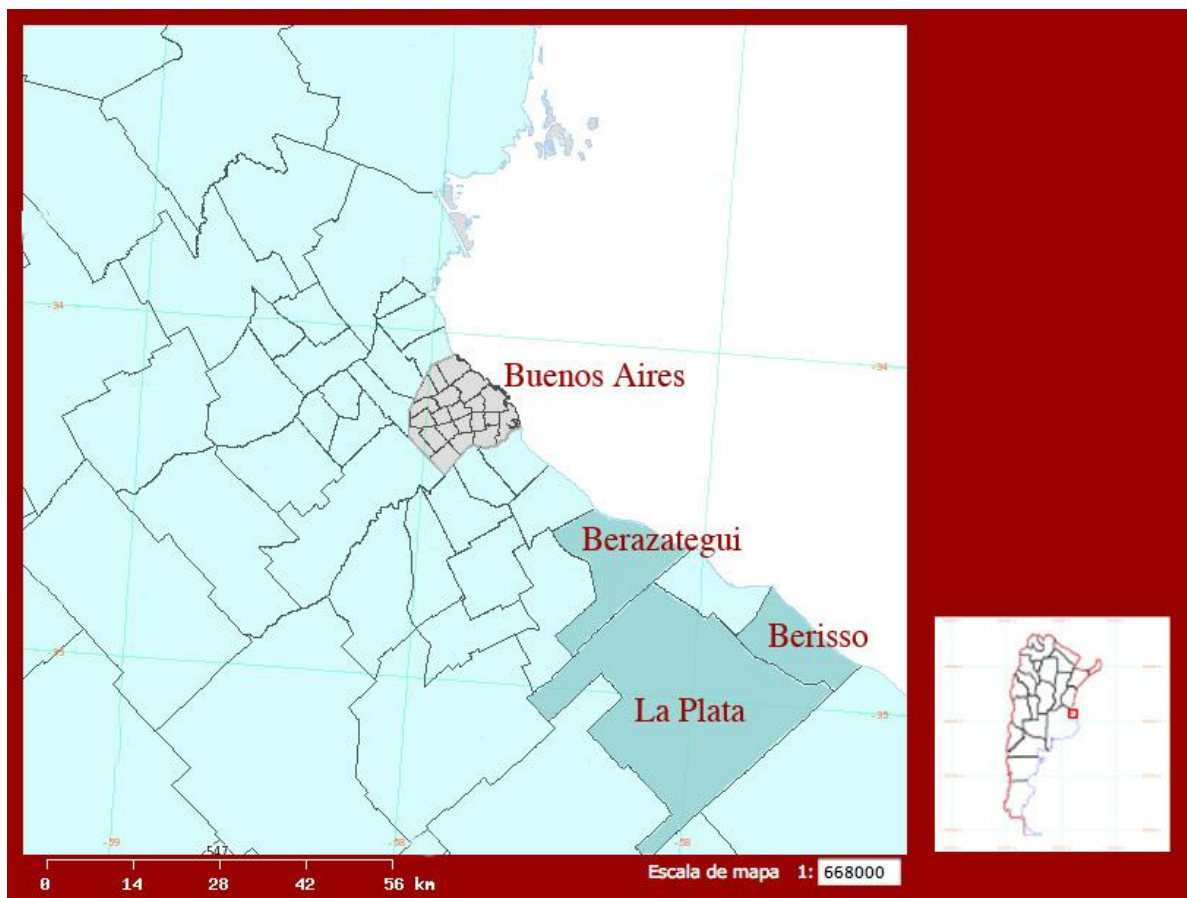 Buenos Aires
-34
-34
Berazategui
Berisso
-35
La Plata
-35
-59
-58
-58
-547
0 14 28 42 56 km
Escala de mapa 1: 668000